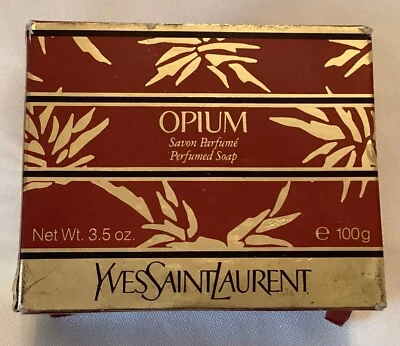 OPIUM
Savon Parfumé
Perfumed Soap
Net Wt. 3.5 oz. ℮ 100g
YVESSAINTLAURENT